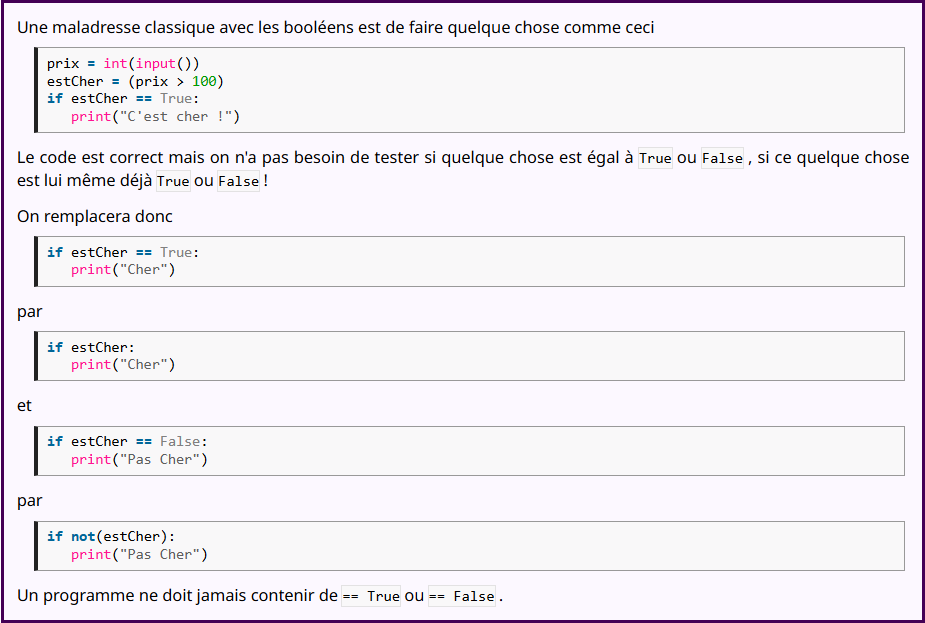 Une maladresse classique avec les booléens est de faire quelque chose comme ceci
prix = int(input())
estCher = (prix > 100)
if estCher == True:
   print("C'est cher !")
Le code est correct mais on n'a pas besoin de tester si quelque chose est égal à True ou False , si ce quelque chose
est lui même déjà True ou False !
On remplacera donc
if estCher == True:
   print("Cher")
par
if estCher:
   print("Cher")
et
if estCher == False:
   print("Pas Cher")
par
if not(estCher):
   print("Pas Cher")
Un programme ne doit jamais contenir de == True ou == False .